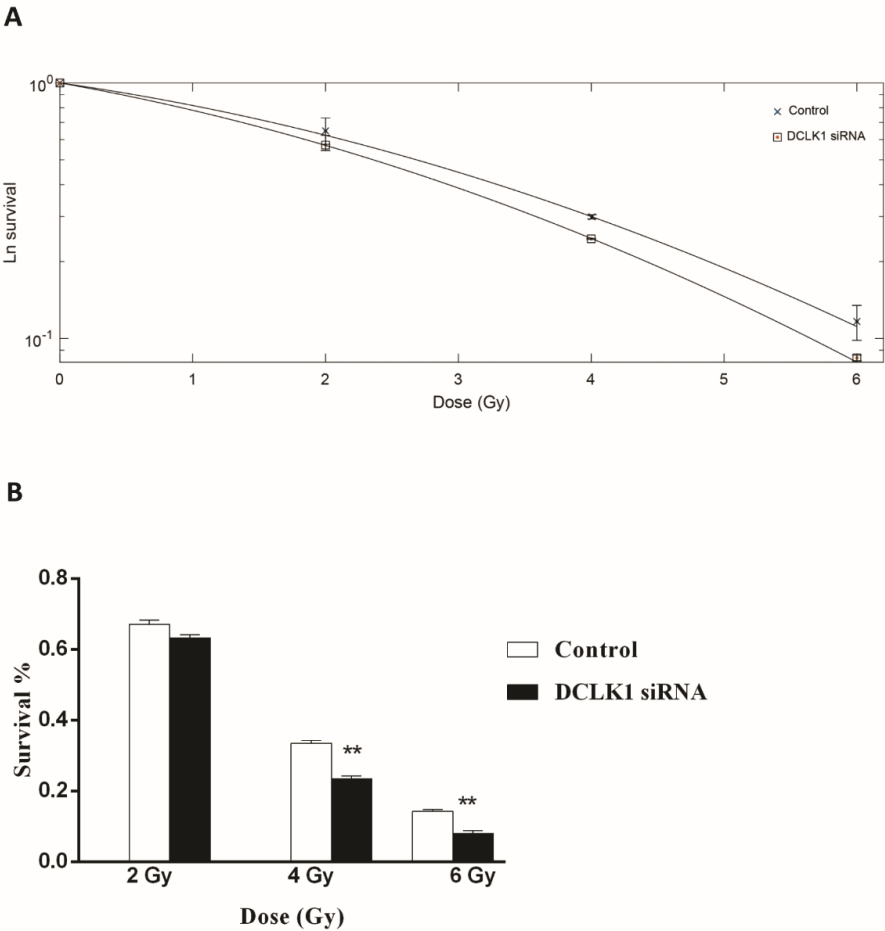 A
10⁰
10⁻¹
Ln survival
Control
DCLK1 siRNA
0 1 2 3 4 5 6
Dose (Gy)
B
0.8
0.6
0.4
0.2
0.0
Survival %
Control
DCLK1 siRNA
**
**
2 Gy 4 Gy 6 Gy
Dose (Gy)